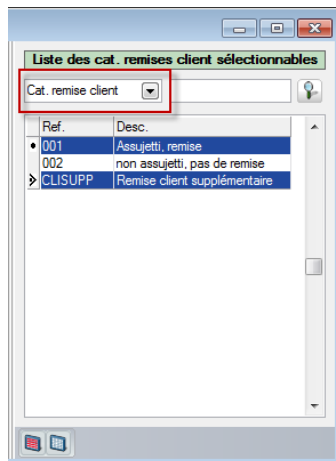 Liste des cat. remises client sélectionnables
Cat. remise client
Ref. Desc.
001 Assujetti, remise
002 non assujetti, pas de remise
CLISUPP Remise client supplémentaire